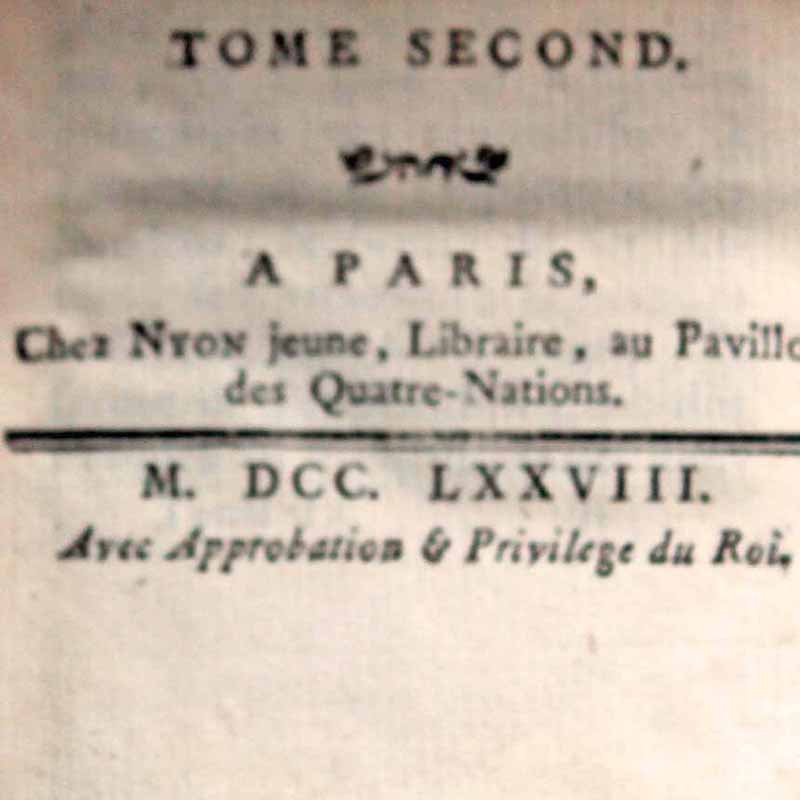 TOME SECOND.
A PARIS,
Chez NYON jeune, Libraire, au Pavillo
des Quatre-Nations.
M. DCC. LXXVIII.
Avec Approbation & Privilege du Roi.